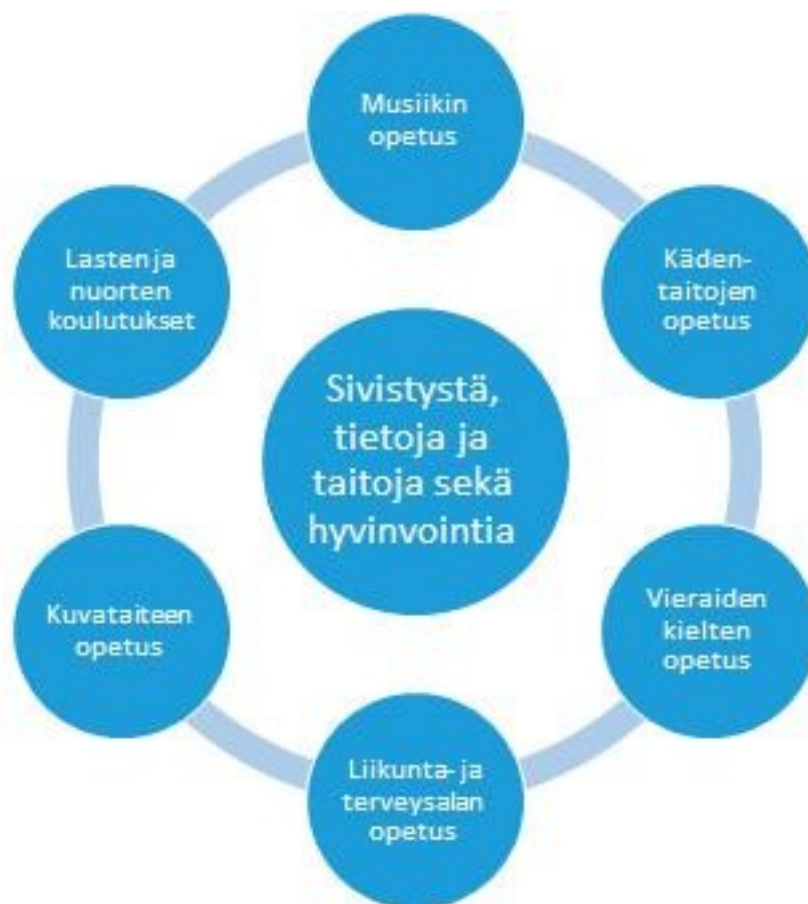 Musiikin
opetus
Käden-
taitojen
opetus
Vieraiden
kielten
opetus
Liikunta- ja
terveysalan
opetus
Kuvataiteen
opetus
Lasten ja
nuorten
koulutukset
Sivistystä,
tietoja ja
taitoja sekä
hyvinvointia